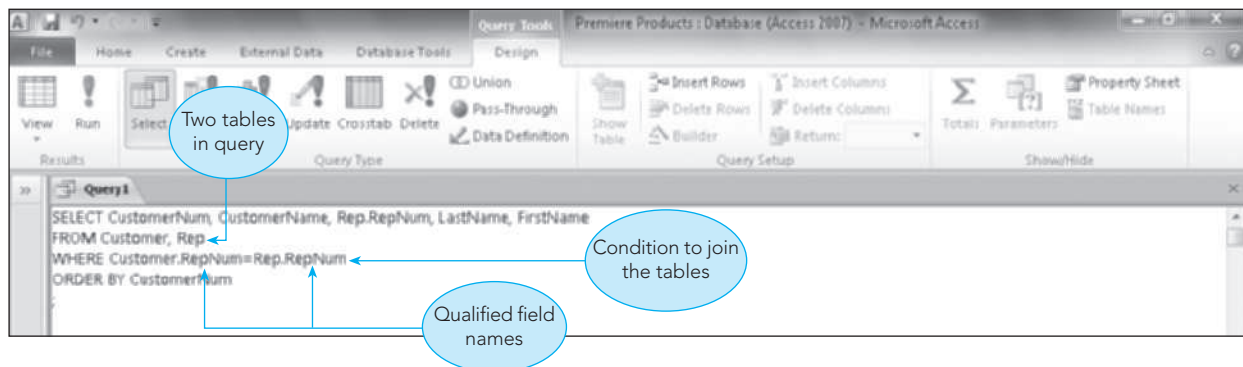 Query Tools
Premiere Products : Database (Access 2007) - Microsoft Access
File Home Create External Data Database Tools Design
View
Run
Select
Update Crosstab Delete
Union
Pass-Through
Data Definition
Show Table
Insert Rows
Delete Rows
Builder
Insert Columns
Delete Columns
Return:
Totals Parameters
Property Sheet
Table Names
Results
Query Type
Query Setup
Show/Hide
Two tables
in query
Query1
SELECT CustomerNum, CustomerName, Rep.RepNum, LastName, FirstName
FROM Customer, Rep
WHERE Customer.RepNum=Rep.RepNum
ORDER BY CustomerNum
;
Condition to join
the tables
Qualified field
names